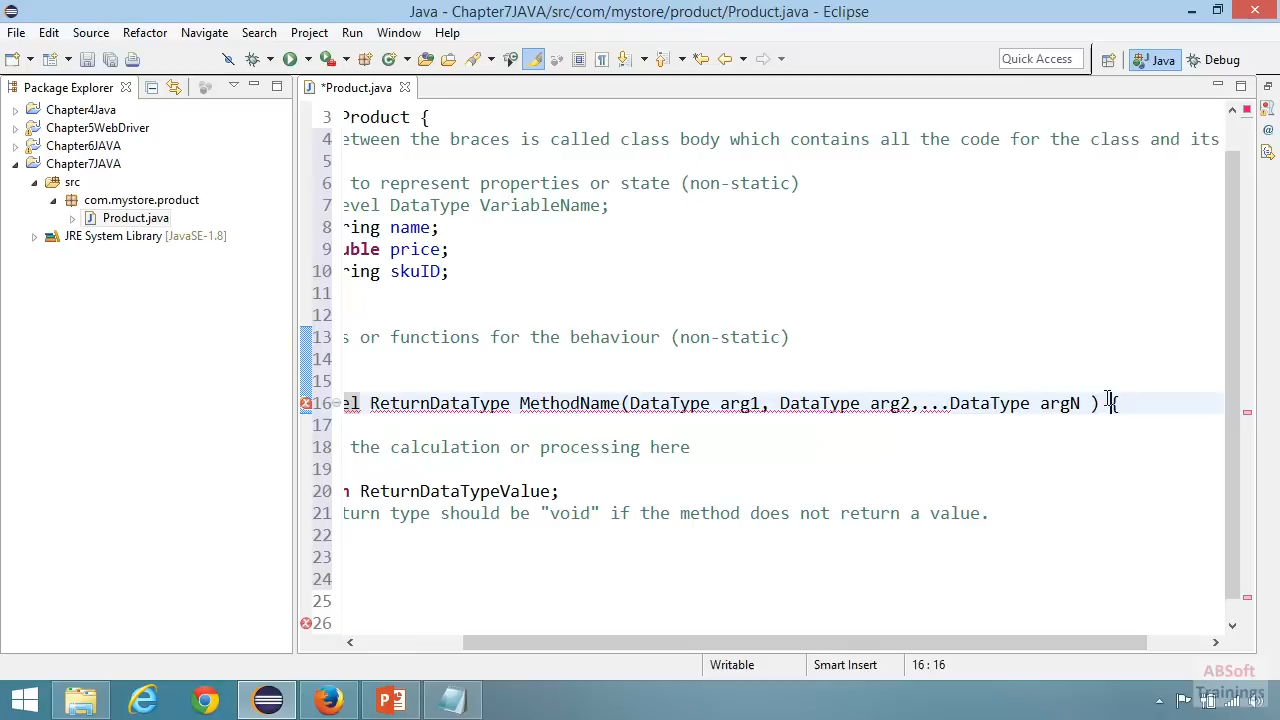 Java - Chapter7JAVA/src/com/mystore/product/Product.java - Eclipse
File Edit Source Refactor Navigate Search Project Run Window Help
Quick Access Java Debug
Package Explorer
*Product.java
Chapter4Java
Chapter5WebDriver
Chapter6JAVA
Chapter7JAVA
src
com.mystore.product
Product.java
JRE System Library [JavaSE-1.8]
3 Product {
4 etween the braces is called class body which contains all the code for the class and its
5
6 to represent properties or state (non-static)
7 evel DataType VariableName;
8 ring name;
9 uble price;
10 ring skuID;
11
12
13 s or functions for the behaviour (non-static)
14
15
16 el ReturnDataType MethodName(DataType arg1, DataType arg2,...DataType argN ) {
17
18 the calculation or processing here
19
20 n ReturnDataTypeValue;
21 turn type should be "void" if the method does not return a value.
22
23
24
25
26
Writable Smart Insert 16 : 16
ABSoft
Trainings